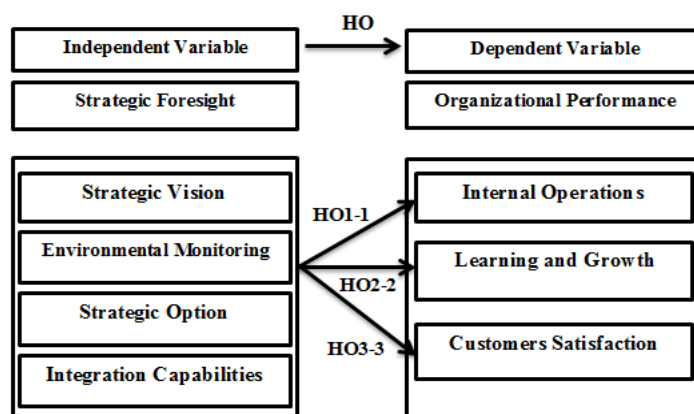 HO
Independent Variable
Dependent Variable
Strategic Foresight
Organizational Performance
Strategic Vision
Environmental Monitoring
Strategic Option
Integration Capabilities
HO1-1
HO2-2
HO3-3
Internal Operations
Learning and Growth
Customers Satisfaction